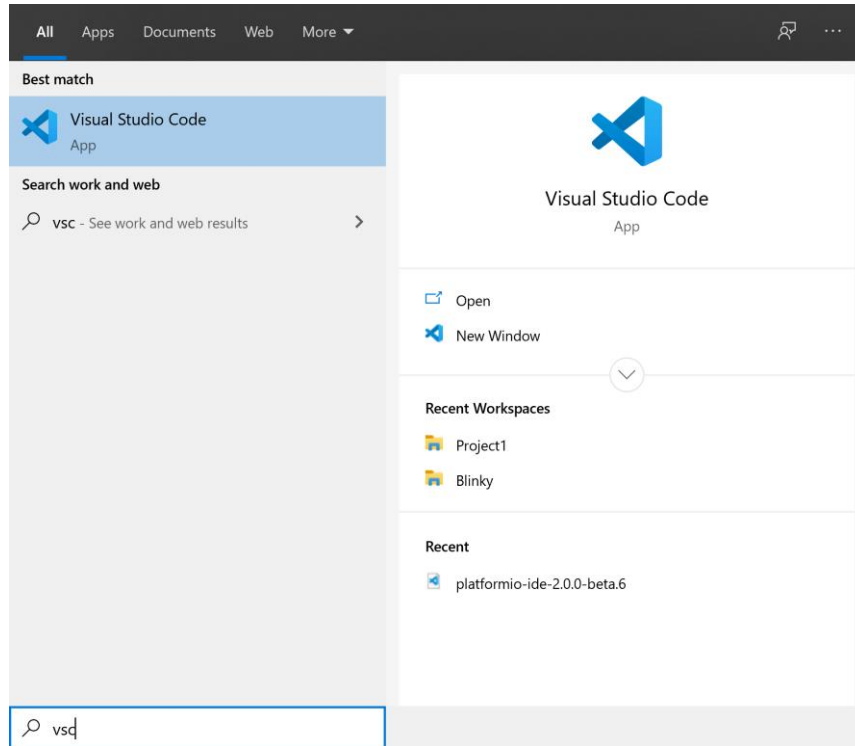 All Apps Documents Web More
Best match
Visual Studio Code
App
Search work and web
vsc - See work and web results
Visual Studio Code
App
Open
New Window
Recent Workspaces
Project1
Blinky
Recent
platformio-ide-2.0.0-beta.6
vsc